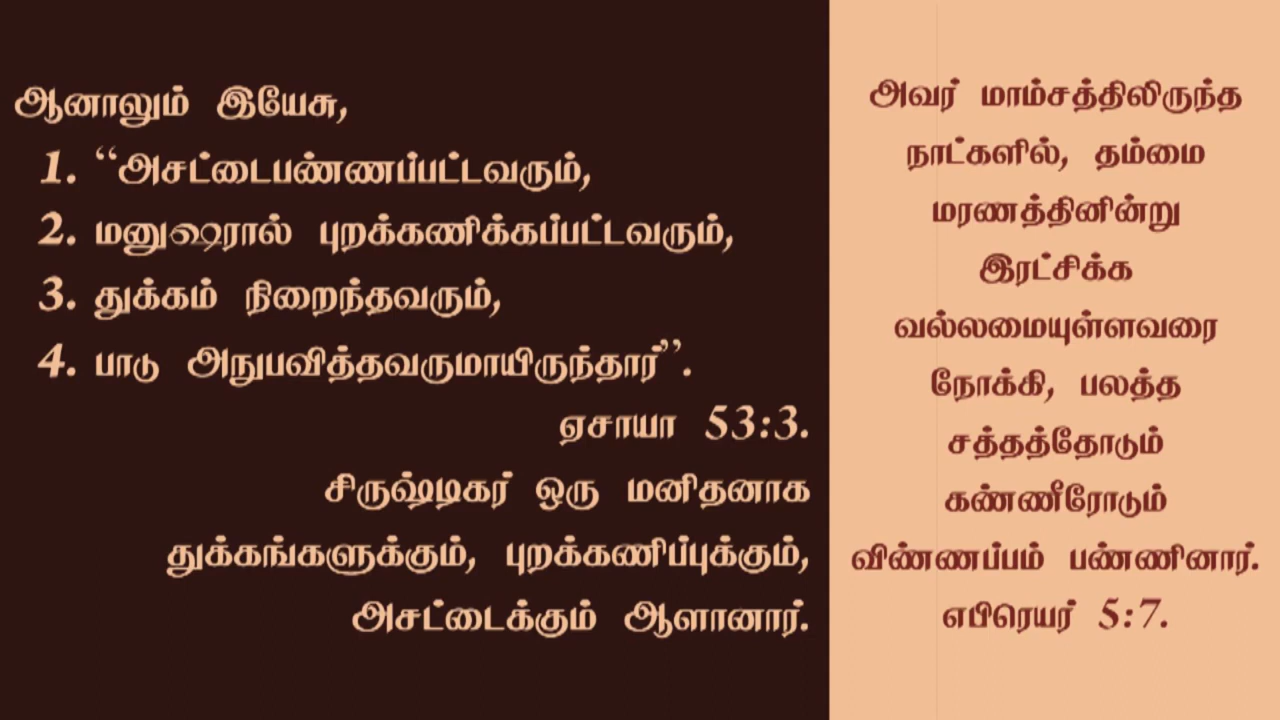 ஆனாலும் இயேசு,
1. “அசட்டைபண்ணப்பட்டவரும்,
2. மனுஷரால் புறக்கணிக்கப்பட்டவரும்,
3. துக்கம் நிறைந்தவரும்,
4. பாடு அநுபவித்தவருமாயிருந்தார்”.
ஏசாயா 53:3.
சிருஷ்டிகர் ஒரு மனிதனாக
துக்கங்களுக்கும், புறக்கணிப்புக்கும்,
அசட்டைக்கும் ஆளானார்.
அவர் மாம்சத்திலிருந்த
நாட்களில், தம்மை
மரணத்தினின்று
இரட்சிக்க
வல்லமையுள்ளவரை
நோக்கி, பலத்த
சத்தத்தோடும்
கண்ணீரோடும்
விண்ணப்பம் பண்ணினார்.
எபிரெயர் 5:7.